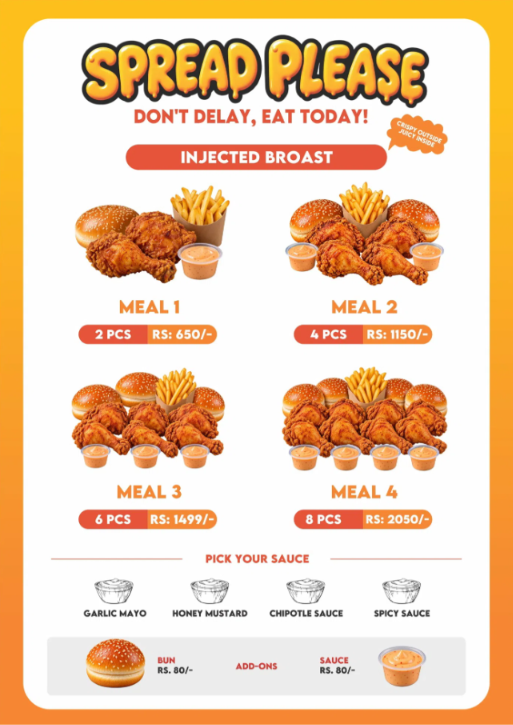 SPREAD PLEASE
DON'T DELAY, EAT TODAY!
CRISPY OUTSIDE
JUICY INSIDE
INJECTED BROAST
MEAL 1
2 PCS RS: 650/-
MEAL 2
4 PCS RS: 1150/-
MEAL 3
6 PCS RS: 1499/-
MEAL 4
8 PCS RS: 2050/-
PICK YOUR SAUCE
GARLIC MAYO
HONEY MUSTARD
CHIPOTLE SAUCE
SPICY SAUCE
BUN
RS. 80/-
ADD-ONS
SAUCE
RS. 80/-